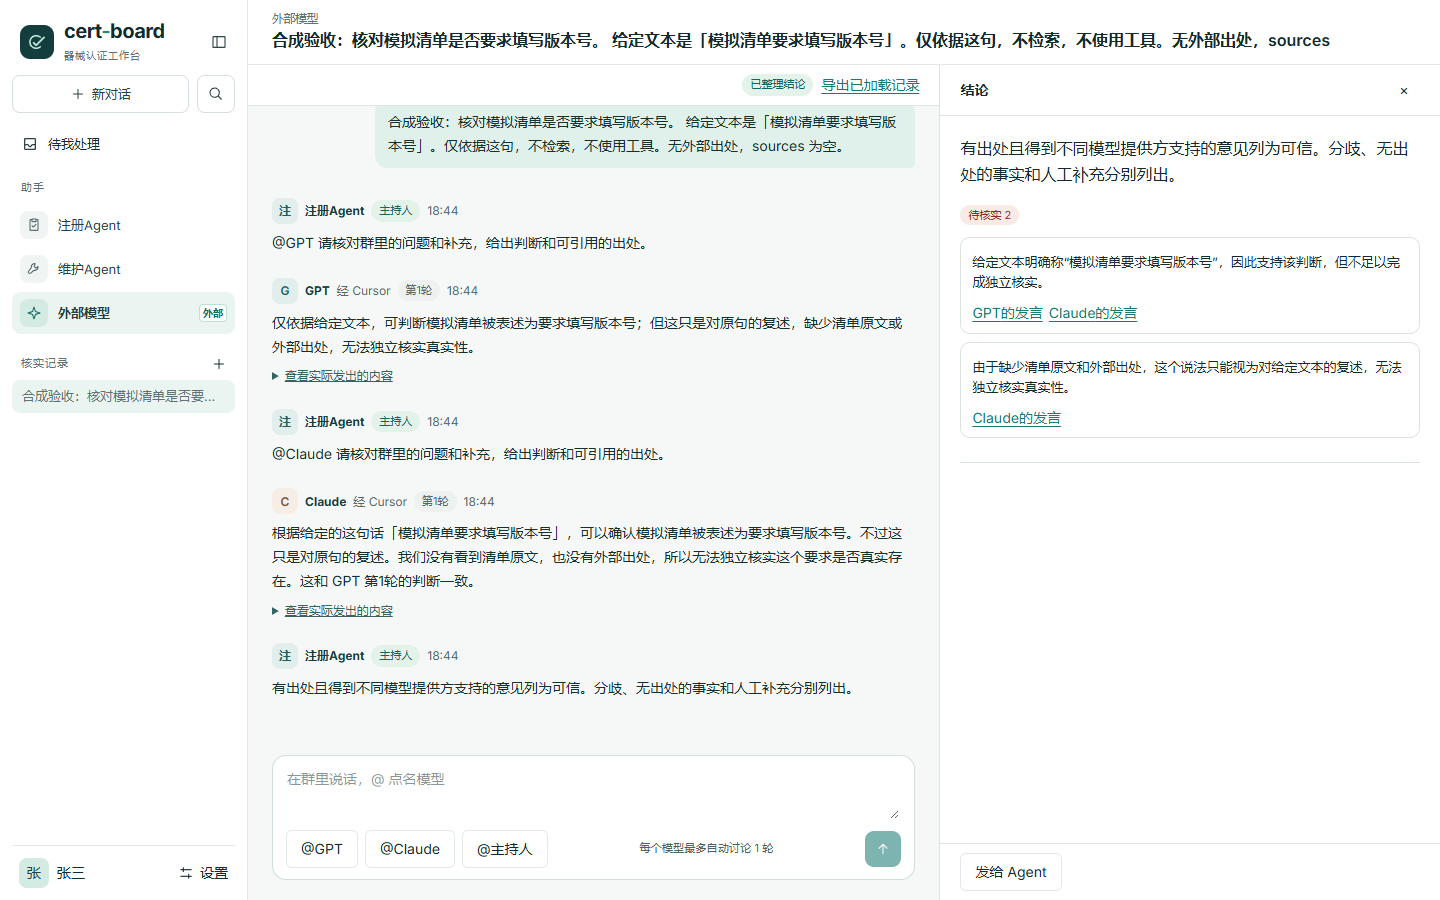 cert-board
器械认证工作台
新对话
待我处理
助手
注册Agent
维护Agent
外部模型
外部
核实记录
合成验收：核对模拟清单是否要...
张
张三
设置
外部模型
合成验收：核对模拟清单是否要求填写版本号。 给定文本是「模拟清单要求填写版本号」。仅依据这句，不检索，不使用工具。无外部出处，sources
已整理结论
导出已加载记录
合成验收：核对模拟清单是否要求填写版本号。 给定文本是「模拟清单要求填写版
本号」。仅依据这句，不检索，不使用工具。无外部出处，sources 为空。
注 注册Agent 主持人 18:44
@GPT 请核对群里的问题和补充，给出判断和可引用的出处。
G GPT 经 Cursor 第1轮 18:44
仅依据给定文本，可判断模拟清单被表述为要求填写版本号；但这只是对原句的复述，缺少清单原文或
外部出处，无法独立核实真实性。
查看实际发出的内容
注 注册Agent 主持人 18:44
@Claude 请核对群里的问题和补充，给出判断和可引用的出处。
C Claude 经 Cursor 第1轮 18:44
根据给定的这句话「模拟清单要求填写版本号」，可以确认模拟清单被表述为要求填写版本号。不过这
只是对原句的复述。我们没有看到清单原文，也没有外部出处，所以无法独立核实这个要求是否真实存
在。这和 GPT 第1轮的判断一致。
查看实际发出的内容
注 注册Agent 主持人 18:44
有出处且得到不同模型提供方支持的意见列为可信。分歧、无出处的事实和人工补充分别列出。
在群里说话，@ 点名模型
@GPT
@Claude
@主持人
每个模型最多自动讨论 1 轮
结论
×
有出处且得到不同模型提供方支持的意见列为可信。分歧、无出
处的事实和人工补充分别列出。
待核实 2
给定文本明确称“模拟清单要求填写版本号”，因此支持该判断，但不足以完
成独立核实。
GPT的发言 Claude的发言
由于缺少清单原文和外部出处，这个说法只能视为对给定文本的复述，无法
独立核实真实性。
Claude的发言
发给 Agent